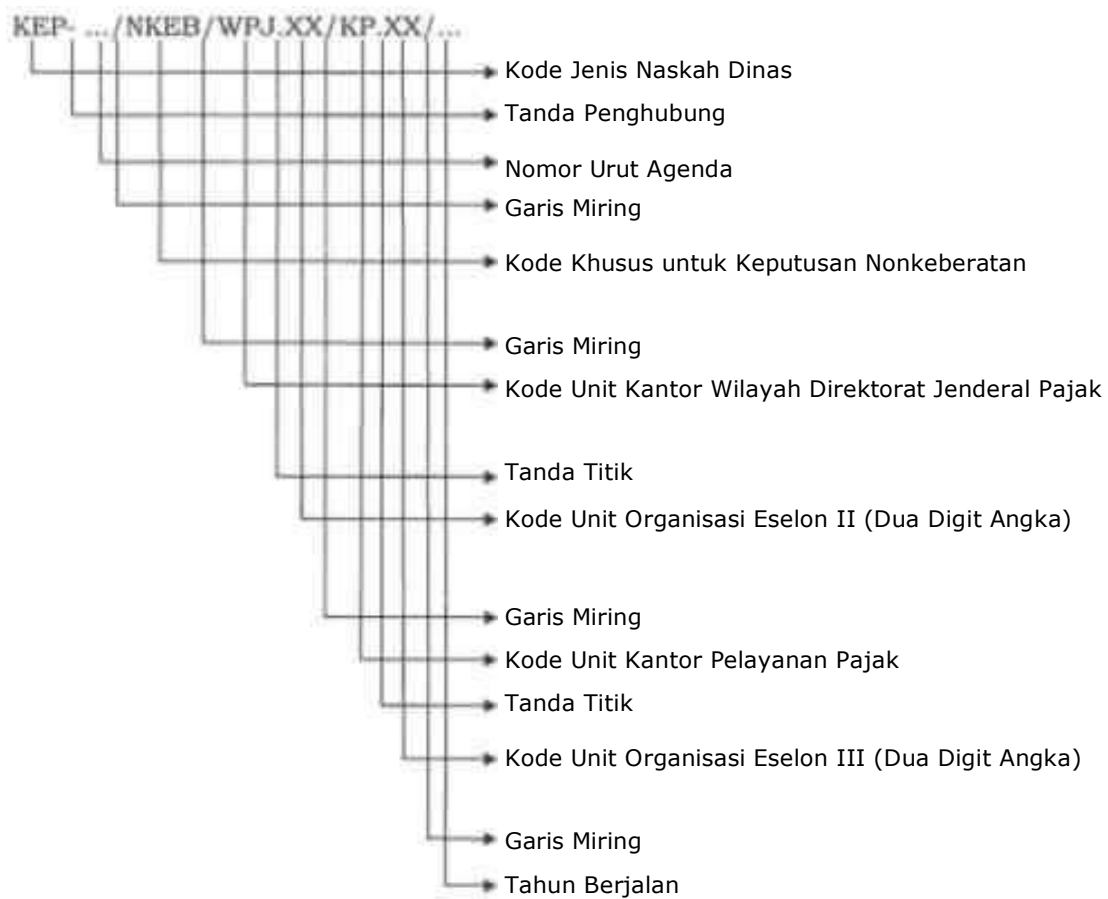 KEP- .../NKEB/WPJ.XX/KP.XX/...
Kode Jenis Naskah Dinas
Tanda Penghubung
Nomor Urut Agenda
Garis Miring
Kode Khusus untuk Keputusan Nonkeberatan
Garis Miring
Kode Unit Kantor Wilayah Direktorat Jenderal Pajak
Tanda Titik
Kode Unit Organisasi Eselon II (Dua Digit Angka)
Garis Miring
Kode Unit Kantor Pelayanan Pajak
Tanda Titik
Kode Unit Organisasi Eselon III (Dua Digit Angka)
Garis Miring
Tahun Berjalan